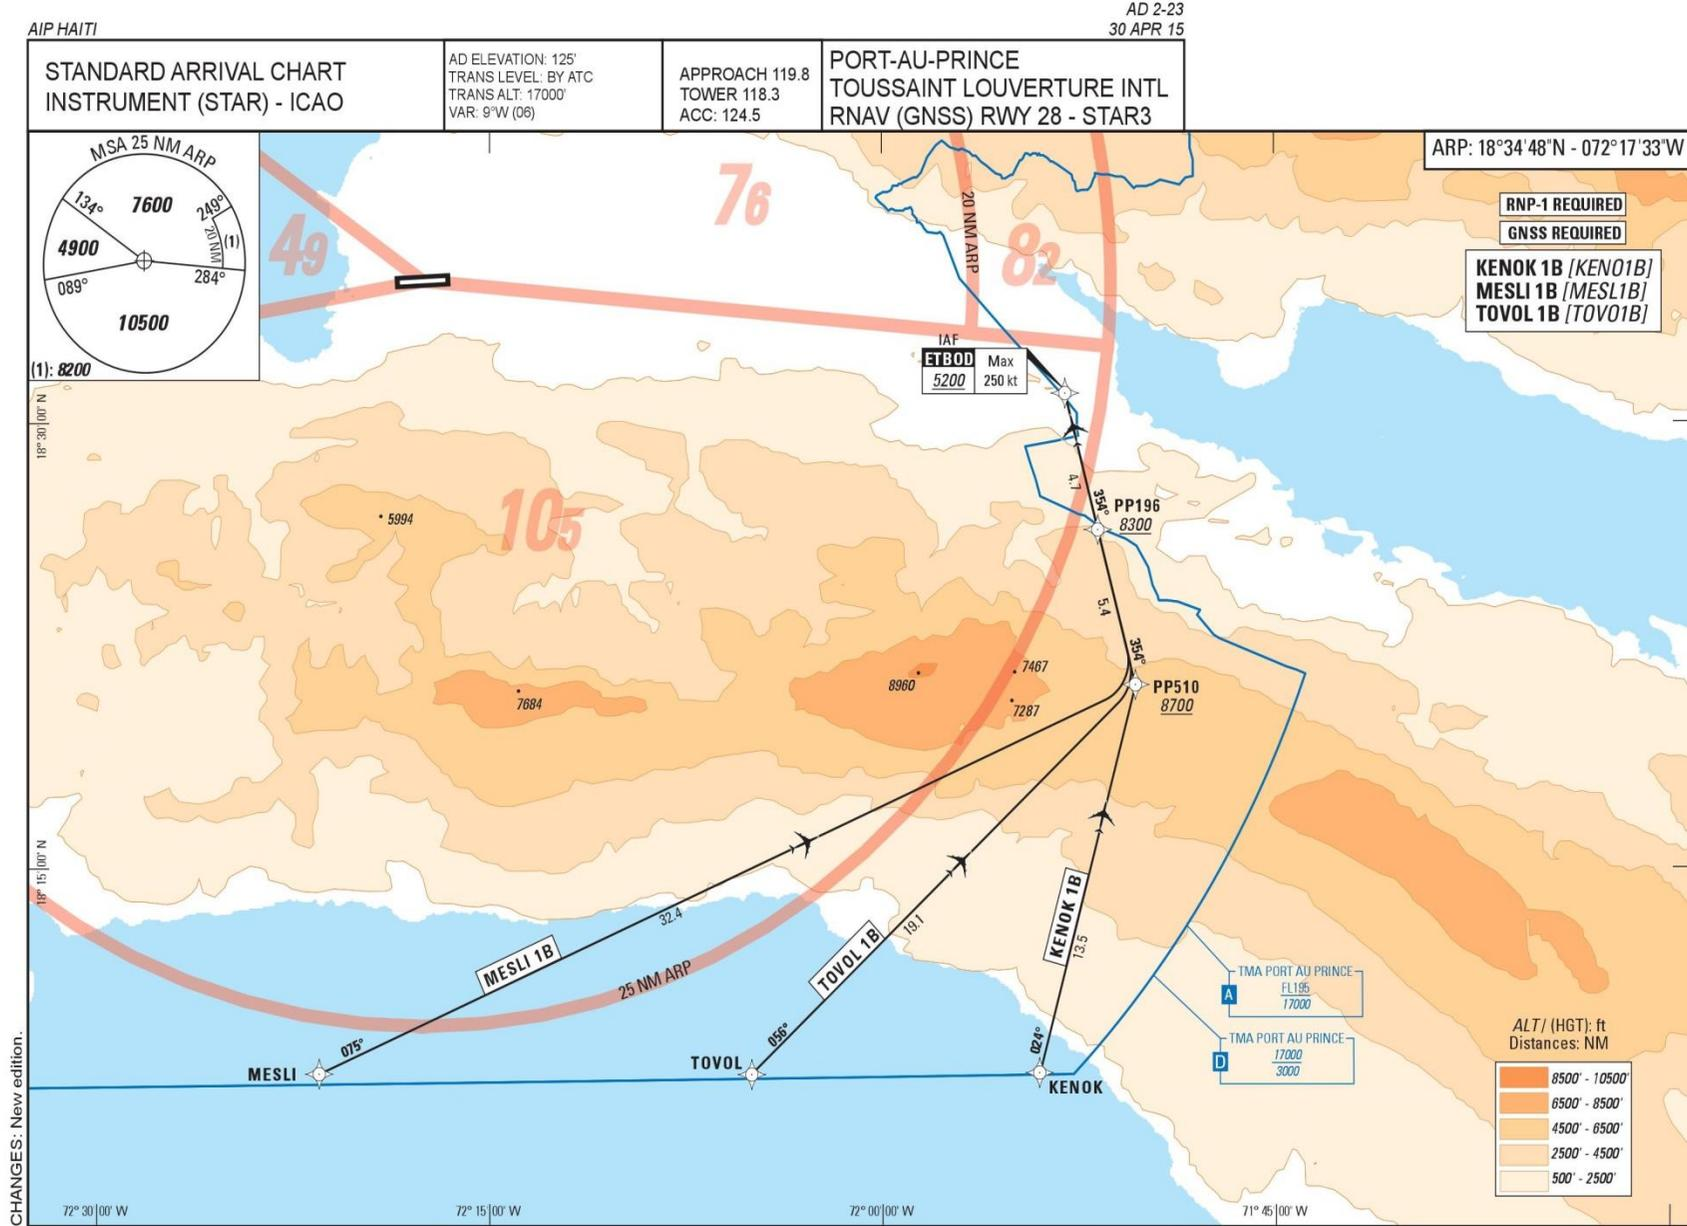 AIP HAITI
AD 2-23
30 APR 15
STANDARD ARRIVAL CHART
INSTRUMENT (STAR) - ICAO
AD ELEVATION: 125'
TRANS LEVEL: BY ATC
TRANS ALT: 17000'
VAR: 9°W (06)
APPROACH 119.8
TOWER 118.3
ACC: 124.5
PORT-AU-PRINCE
TOUSSAINT LOUVERTURE INTL
RNAV (GNSS) RWY 28 - STAR3
ARP: 18°34'48"N - 072°17'33"W
MSA 25 NM ARP
134°
7600
249°
20 NM
(1)
4900
089°
284°
10500
(1): 8200
49
76
20 NM ARP
82
RNP-1 REQUIRED
GNSS REQUIRED
KENOK 1B [KENO1B]
MESLI 1B [MESL1B]
TOVOL 1B [TOVO1B]
IAF
ETBOD
5200
Max
250 kt
18° 30' 00" N
4.7
354°
PP196
8300
5994
105
5.4
354°
7467
8960
7287
7684
PP510
8700
18° 15' 00" N
MESLI 1B
32.4
TOVOL 1B
19.1
KENOK 1B
13.5
25 NM ARP
TMA PORT AU PRINCE
A
FL195
17000
TMA PORT AU PRINCE
D
17000
3000
075°
MESLI
056°
TOVOL
024°
KENOK
ALT/ (HGT): ft
Distances: NM
8500' - 10500'
6500' - 8500'
4500' - 6500'
2500' - 4500'
500' - 2500'
72° 30' 00' W
72° 15' 00' W
72° 00' 00' W
71° 45' 00' W
CHANGES: New edition.